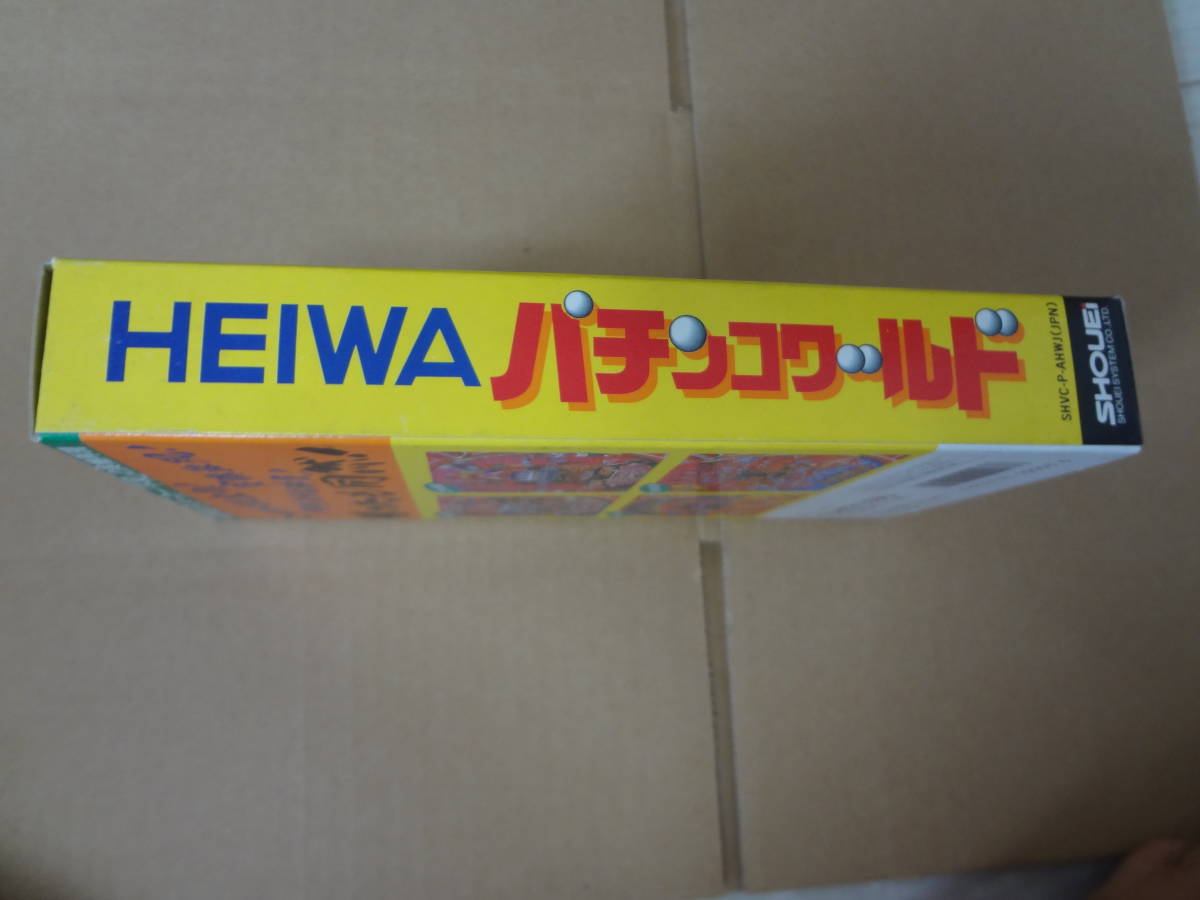 HEIWA パチンコワールド
SHVC-P-AHWJ(JPN)
SHOUEI
SHOUEI SYSTEM CO.,LTD.